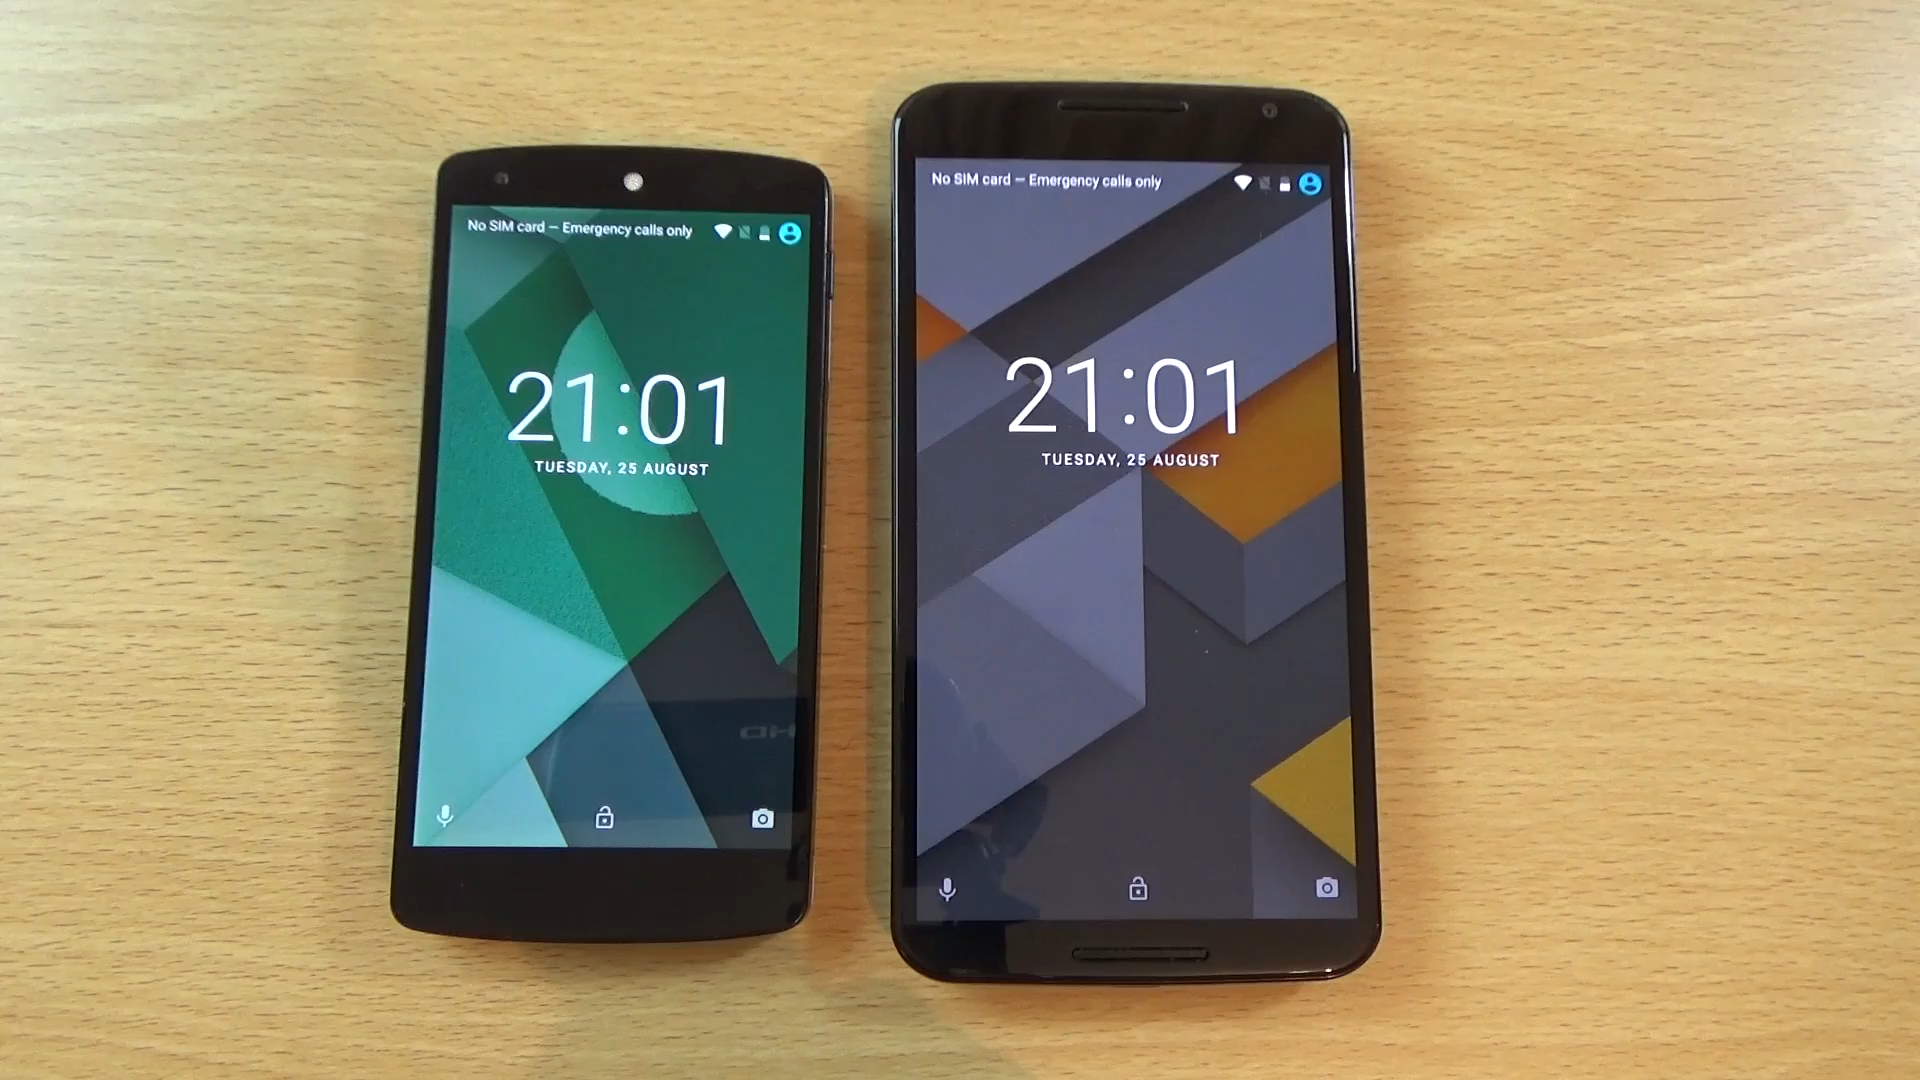 No SIM card — Emergency calls only
21:01
TUESDAY, 25 AUGUST
No SIM card — Emergency calls only
21:01
TUESDAY, 25 AUGUST